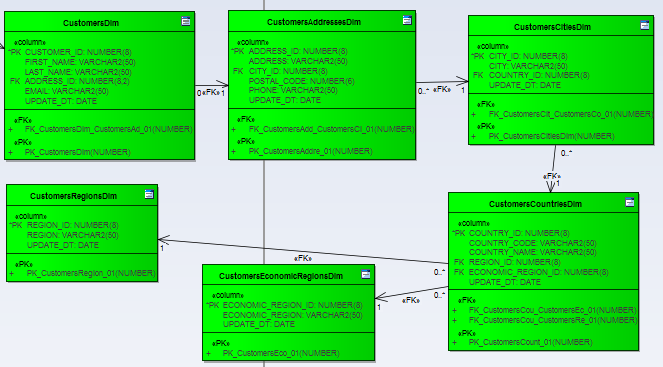 CustomersDim
«column»
*PK CUSTOMER_ID: NUMBER(8)
FIRST_NAME: VARCHAR2(50)
LAST_NAME: VARCHAR2(50)
FK ADDRESS_ID: NUMBER(8,2)
EMAIL: VARCHAR2(50)
UPDATE_DT: DATE
«FK»
+ FK_CustomersDim_CustomersAd_01(NUMBER)
«PK»
+ PK_CustomersDim(NUMBER)
0 «FK» 1
CustomersAddressesDim
«column»
*PK ADDRESS_ID: NUMBER(8)
ADDRESS: VARCHAR2(50)
FK CITY_ID: NUMBER(8)
POSTAL_CODE: NUMBER(6)
PHONE: VARCHAR2(50)
UPDATE_DT: DATE
«FK»
+ FK_CustomersAdd_CustomersCi_01(NUMBER)
«PK»
+ PK_CustomersAddre_01(NUMBER)
0..* «FK» 1
CustomersCitiesDim
«column»
*PK CITY_ID: NUMBER(8)
CITY: VARCHAR2(50)
FK COUNTRY_ID: NUMBER(8)
UPDATE_DT: DATE
«FK»
+ FK_CustomersCit_CustomersCo_01(NUMBER)
«PK»
+ PK_CustomersCitiesDim(NUMBER)
0..*
«FK»
1
CustomersRegionsDim
«column»
*PK REGION_ID: NUMBER(8)
REGION: VARCHAR2(50)
UPDATE_DT: DATE
«PK»
+ PK_CustomersRegion_01(NUMBER)
1
«FK»
0..*
CustomersCountriesDim
«column»
*PK COUNTRY_ID: NUMBER(8)
COUNTRY_CODE: VARCHAR2(50)
COUNTRY_NAME: VARCHAR2(50)
FK REGION_ID: NUMBER(8)
FK ECONOMIC_REGION_ID: NUMBER(8)
UPDATE_DT: DATE
«FK»
+ FK_CustomersCou_CustomersEc_01(NUMBER)
+ FK_CustomersCou_CustomersRe_01(NUMBER)
«PK»
+ PK_CustomersCount_01(NUMBER)
0..*
«FK»
1
CustomersEconomicRegionsDim
«column»
*PK ECONOMIC_REGION_ID: NUMBER(8)
ECONOMIC_REGION: VARCHAR2(50)
UPDATE_DT: DATE
«PK»
+ PK_CustomersEco_01(NUMBER)